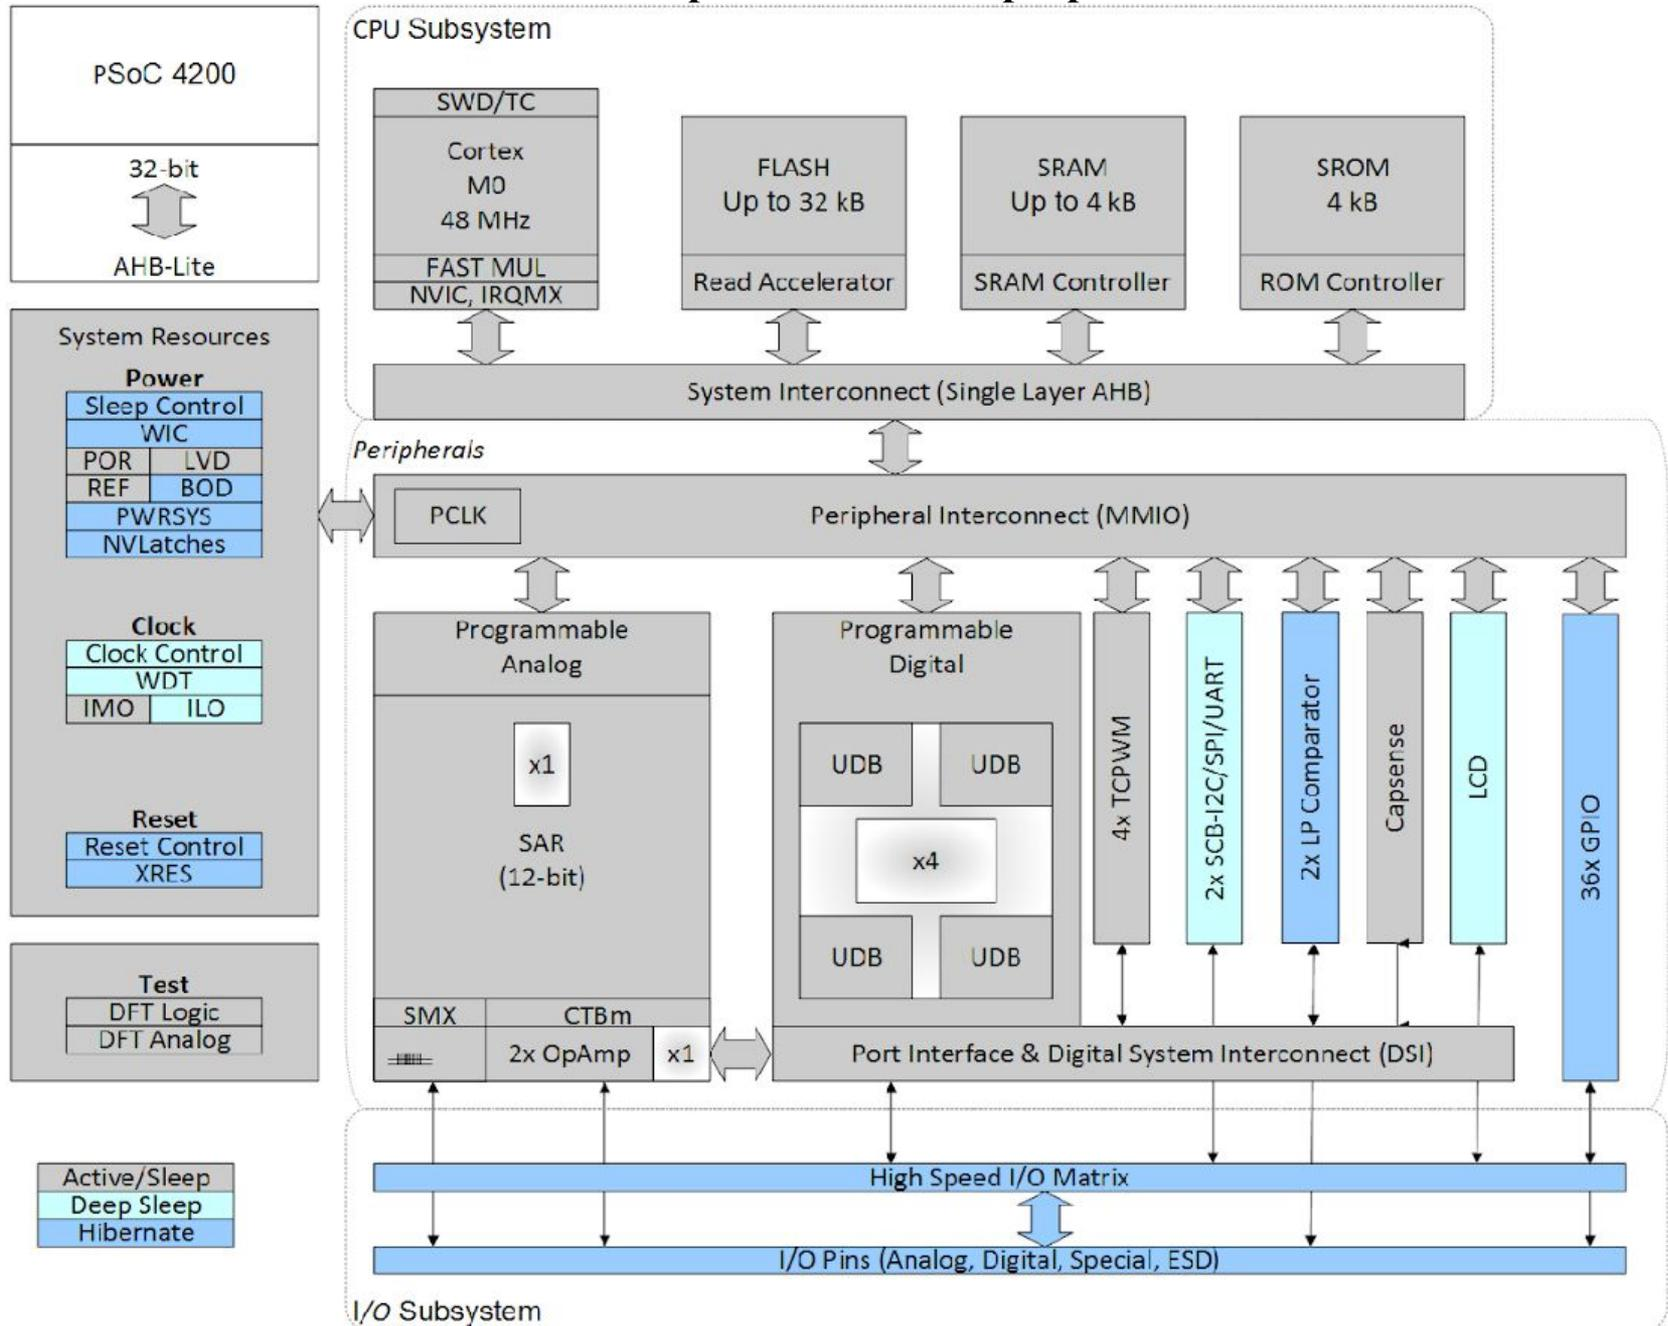 CPU Subsystem
PSoC 4200
32-bit
AHB-Lite
SWD/TC
Cortex
M0
48 MHz
FAST MUL
NVIC, IRQMX
FLASH
Up to 32 kB
Read Accelerator
SRAM
Up to 4 kB
SRAM Controller
SROM
4 kB
ROM Controller
System Interconnect (Single Layer AHB)
System Resources
Power
Sleep Control
WIC
POR LVD
REF BOD
PWRSYS
NVLatches
Clock
Clock Control
WDT
IMO ILO
Reset
Reset Control
XRES
Test
DFT Logic
DFT Analog
Peripherals
PCLK
Peripheral Interconnect (MMIO)
Programmable
Analog
x1
SAR
(12-bit)
SMX
CTBm
2x OpAmp
x1
Programmable
Digital
UDB UDB
x4
UDB UDB
4x TCPWM
2x SCB-I2C/SPI/UART
2x LP Comparator
Capsense
LCD
36x GPIO
Port Interface & Digital System Interconnect (DSI)
Active/Sleep
Deep Sleep
Hibernate
High Speed I/O Matrix
I/O Pins (Analog, Digital, Special, ESD)
I/O Subsystem